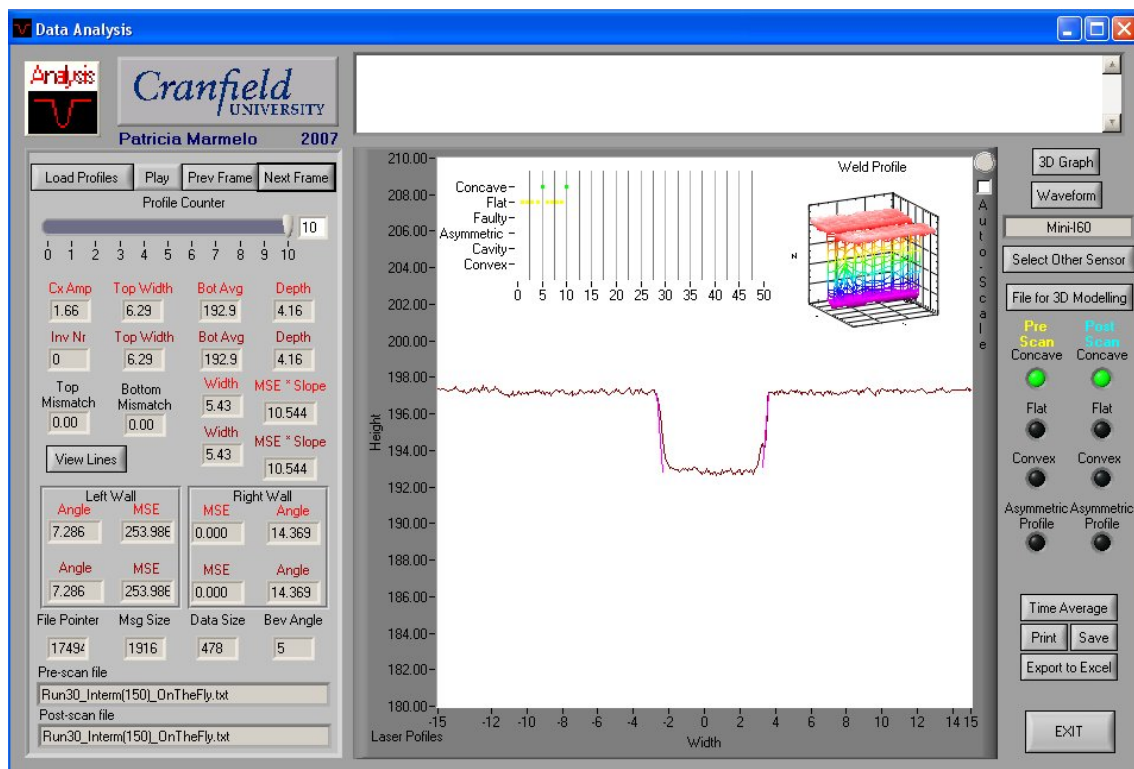 Data Analysis
Analysis
Cranfield
UNIVERSITY
Patricia Marmelo 2007
Load Profiles Play Prev Frame Next Frame
Profile Counter
10
0 1 2 3 4 5 6 7 8 9 10
Cx Amp Top Width Bot Avg Depth
1.66 6.29 192.9 4.16
Inv Nr Top Width Bot Avg Depth
0 6.29 192.9 4.16
Top Mismatch Bottom Mismatch Width MSE * Slope
0.00 0.00 5.43 10.544
Width MSE * Slope
View Lines 5.43 10.544
Left Wall Right Wall
Angle MSE MSE Angle
7.286 253.986 0.000 14.369
Angle MSE MSE Angle
7.286 253.986 0.000 14.369
File Pointer Msg Size Data Size Bev Angle
17494 1916 478 5
Pre-scan file
Run30_Interm(150)_OnTheFly.txt
Post-scan file
Run30_Interm(150)_OnTheFly.txt
210.00
208.00
206.00
204.00
202.00
200.00
198.00
196.00
194.00
192.00
190.00
188.00
186.00
184.00
182.00
180.00
Height
Concave
Flat
Faulty
Asymmetric
Cavity
Convex
0 5 10 15 20 25 30 35 40 45 50
Weld Profile
Z
Auto-Scale
-15 -12 -10 -8 -6 -4 -2 0 2 4 6 8 10 12 14 15
Laser Pofiles
Width
3D Graph
Waveform
Mini-I60
Select Other Sensor
File for 3D Modelling
Pre Scan Post Scan
Concave Concave
Flat Flat
Convex Convex
Asymmetric Profile Asymmetric Profile
Time Average
Print Save
Export to Excel
EXIT